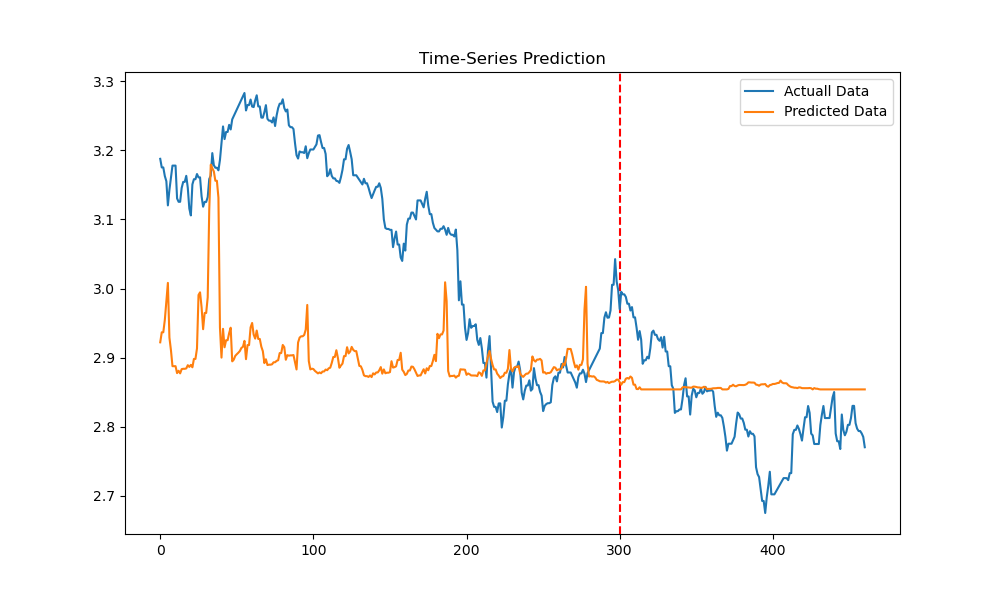 Time-Series Prediction
Actuall Data
Predicted Data
3.3
3.2
3.1
3.0
2.9
2.8
2.7
0 100 200 300 400